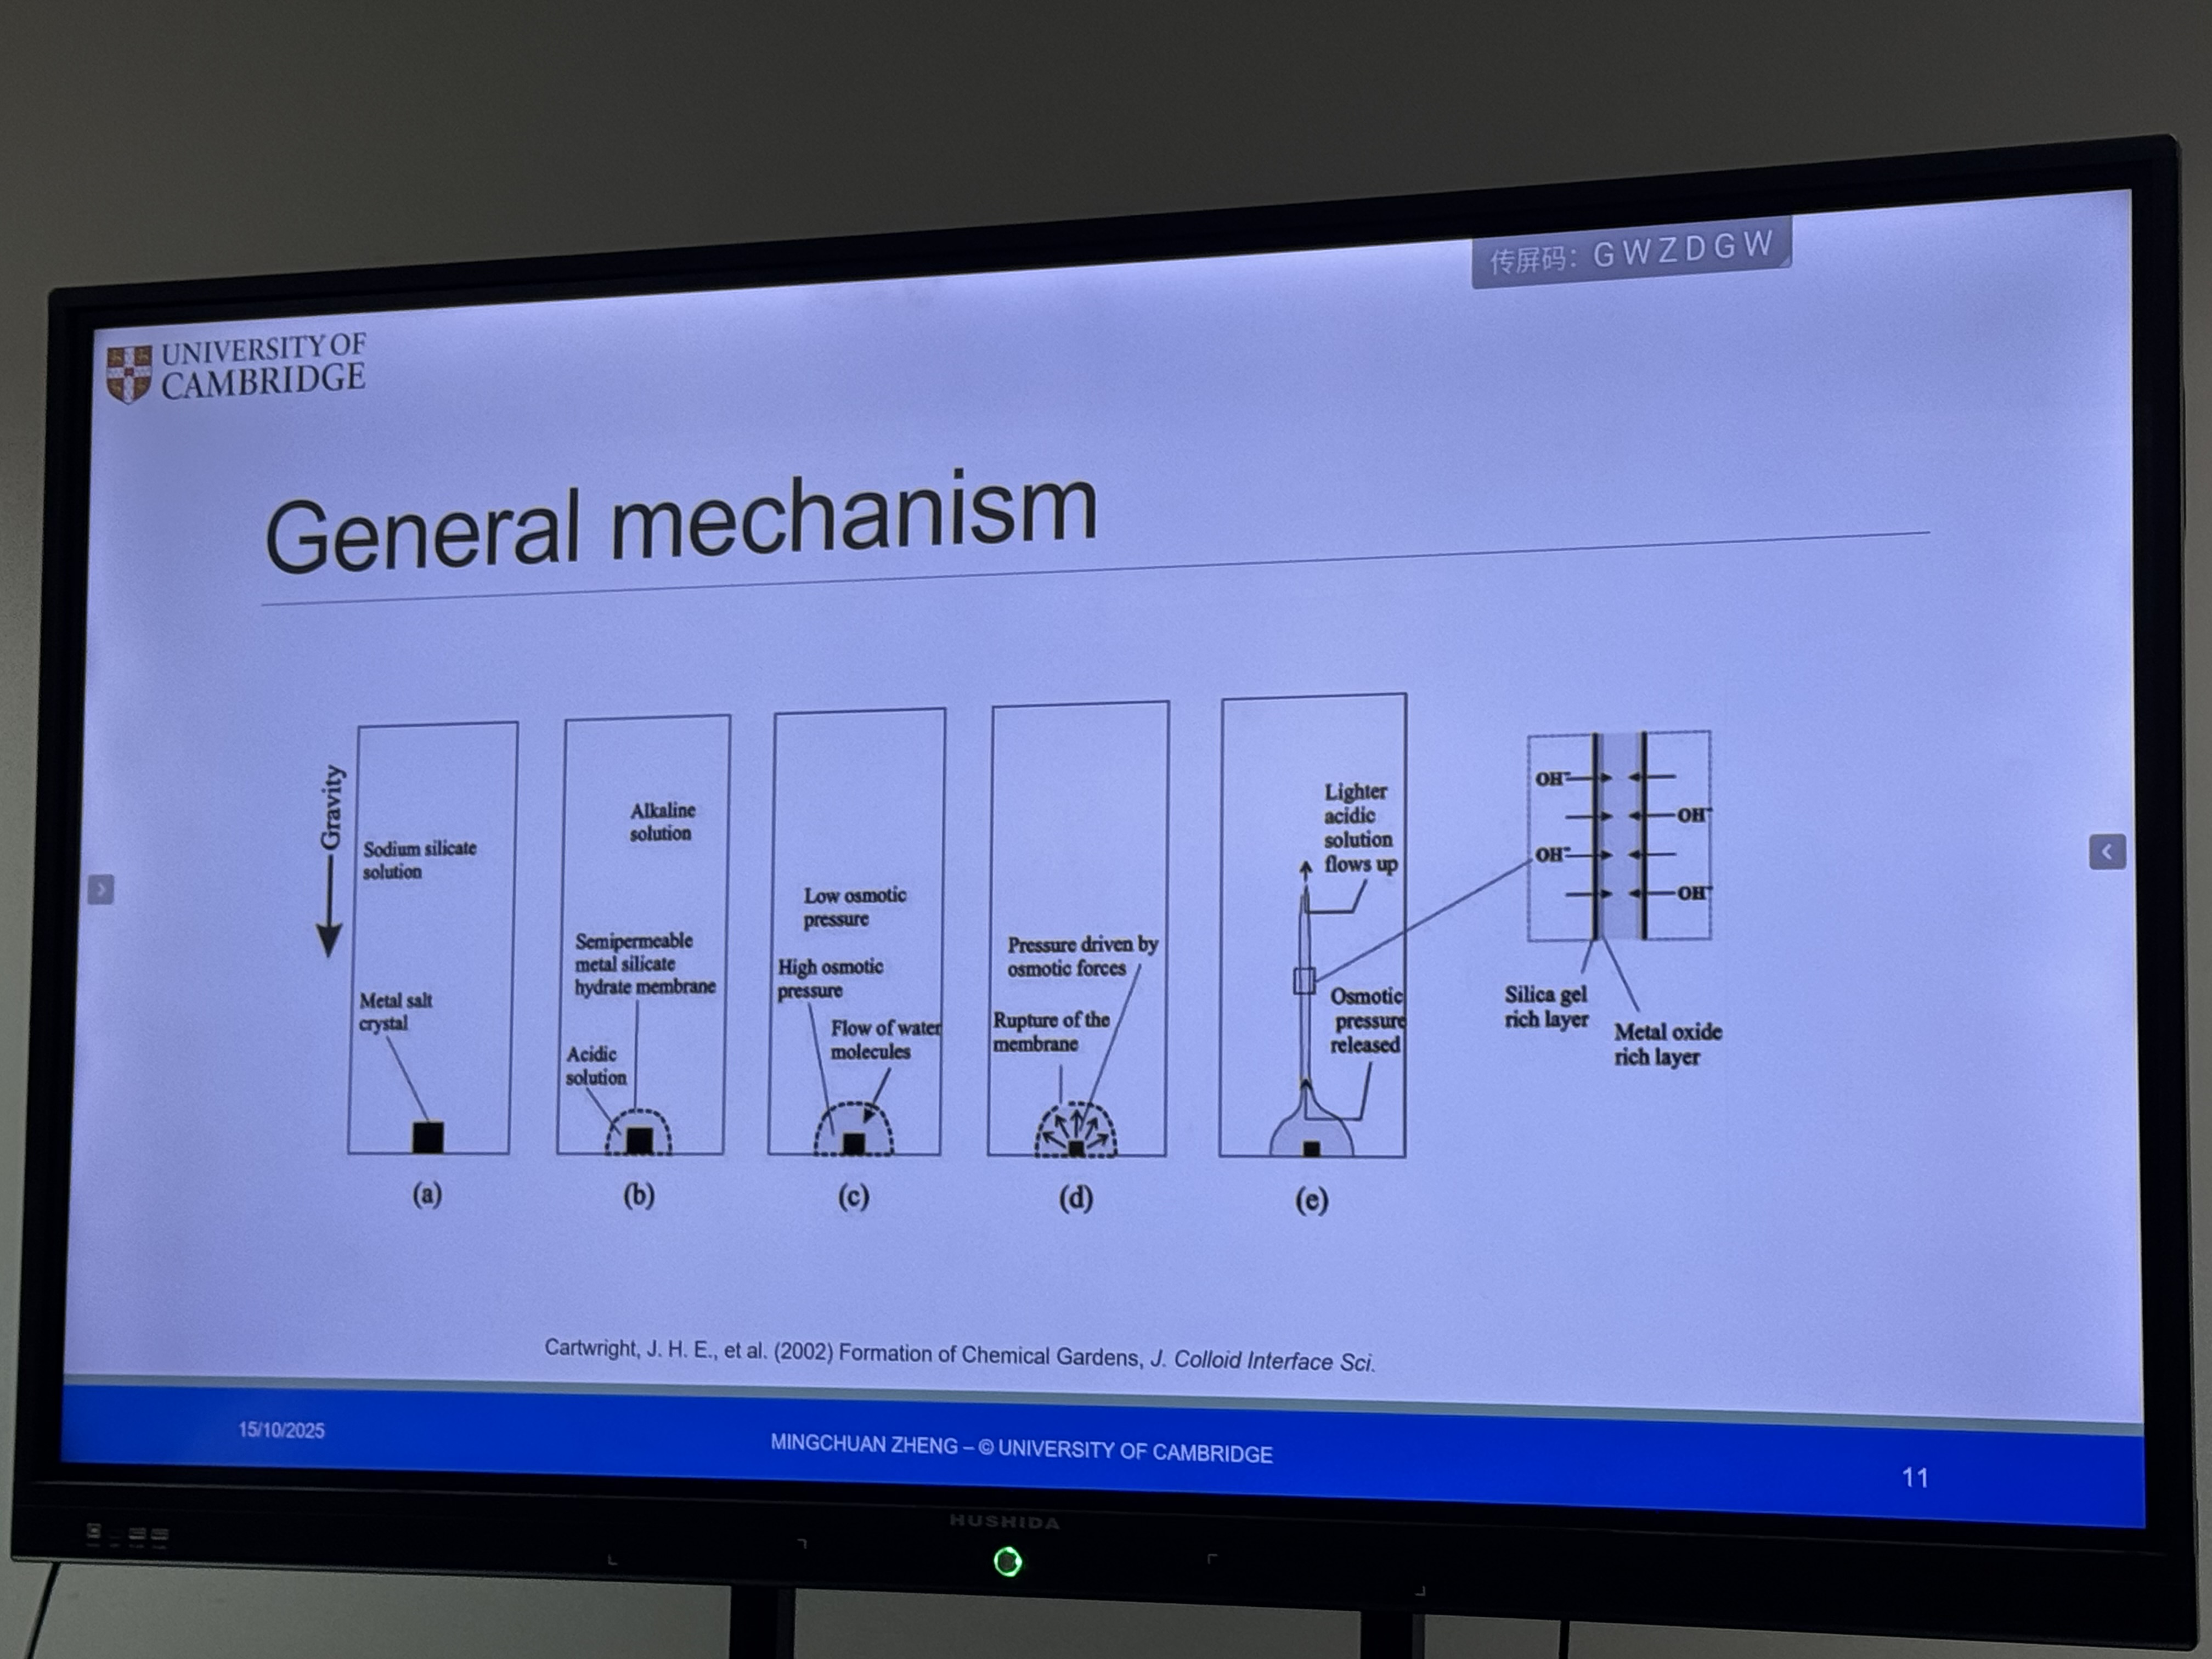 传屏码: GWZDGW
UNIVERSITY OF
CAMBRIDGE
General mechanism
Gravity
Sodium silicate
solution
Metal salt
crystal
(a)
Alkaline
solution
Semipermeable
metal silicate
hydrate membrane
Acidic
solution
(b)
Low osmotic
pressure
High osmotic
pressure
Flow of water
molecules
(c)
Pressure driven by
osmotic forces
Rupture of the
membrane
(d)
Lighter
acidic
solution
flows up
Osmotic
pressure
released
(e)
OH⁻
OH⁻
OH⁻
OH⁻
Silica gel
rich layer
Metal oxide
rich layer
Cartwright, J. H. E., et al. (2002) Formation of Chemical Gardens, J. Colloid Interface Sci.
15/10/2025
MINGCHUAN ZHENG – © UNIVERSITY OF CAMBRIDGE
11
HUSHIDA